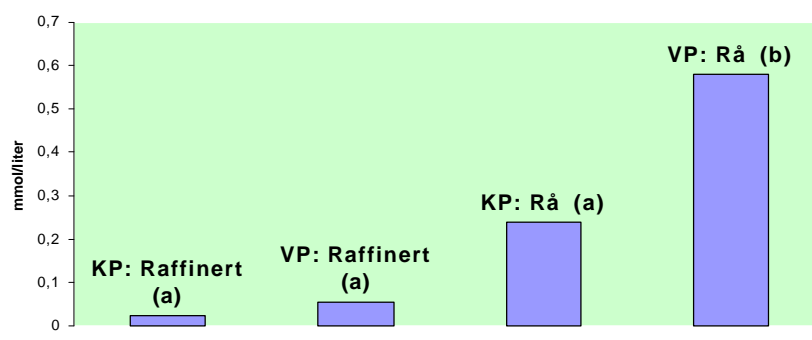 0,7
0,6
0,5
0,4
0,3
0,2
0,1
0
mmol/liter
KP: Raffinert
(a)
VP: Raffinert
(a)
KP: Rå (a)
VP: Rå (b)